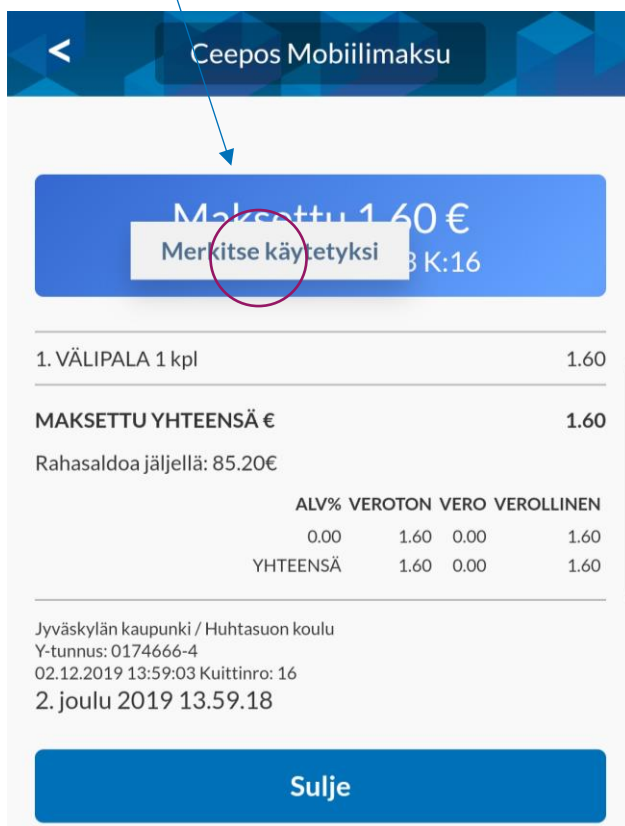 <
Ceepos Mobiilimaksu
Maksettu 1.60 €
Merkitse käytetyksi
K:16
1. VÄLIPALA 1 kpl 1.60
MAKSETTU YHTEENSÄ € 1.60
Rahasaldoa jäljellä: 85.20€
ALV% VEROTON VERO VEROLLINEN
0.00 1.60 0.00 1.60
YHTEENSÄ 1.60 0.00 1.60
Jyväskylän kaupunki / Huhtasuon koulu
Y-tunnus: 0174666-4
02.12.2019 13:59:03 Kuittinro: 16
2. joulu 2019 13.59.18
Sulje